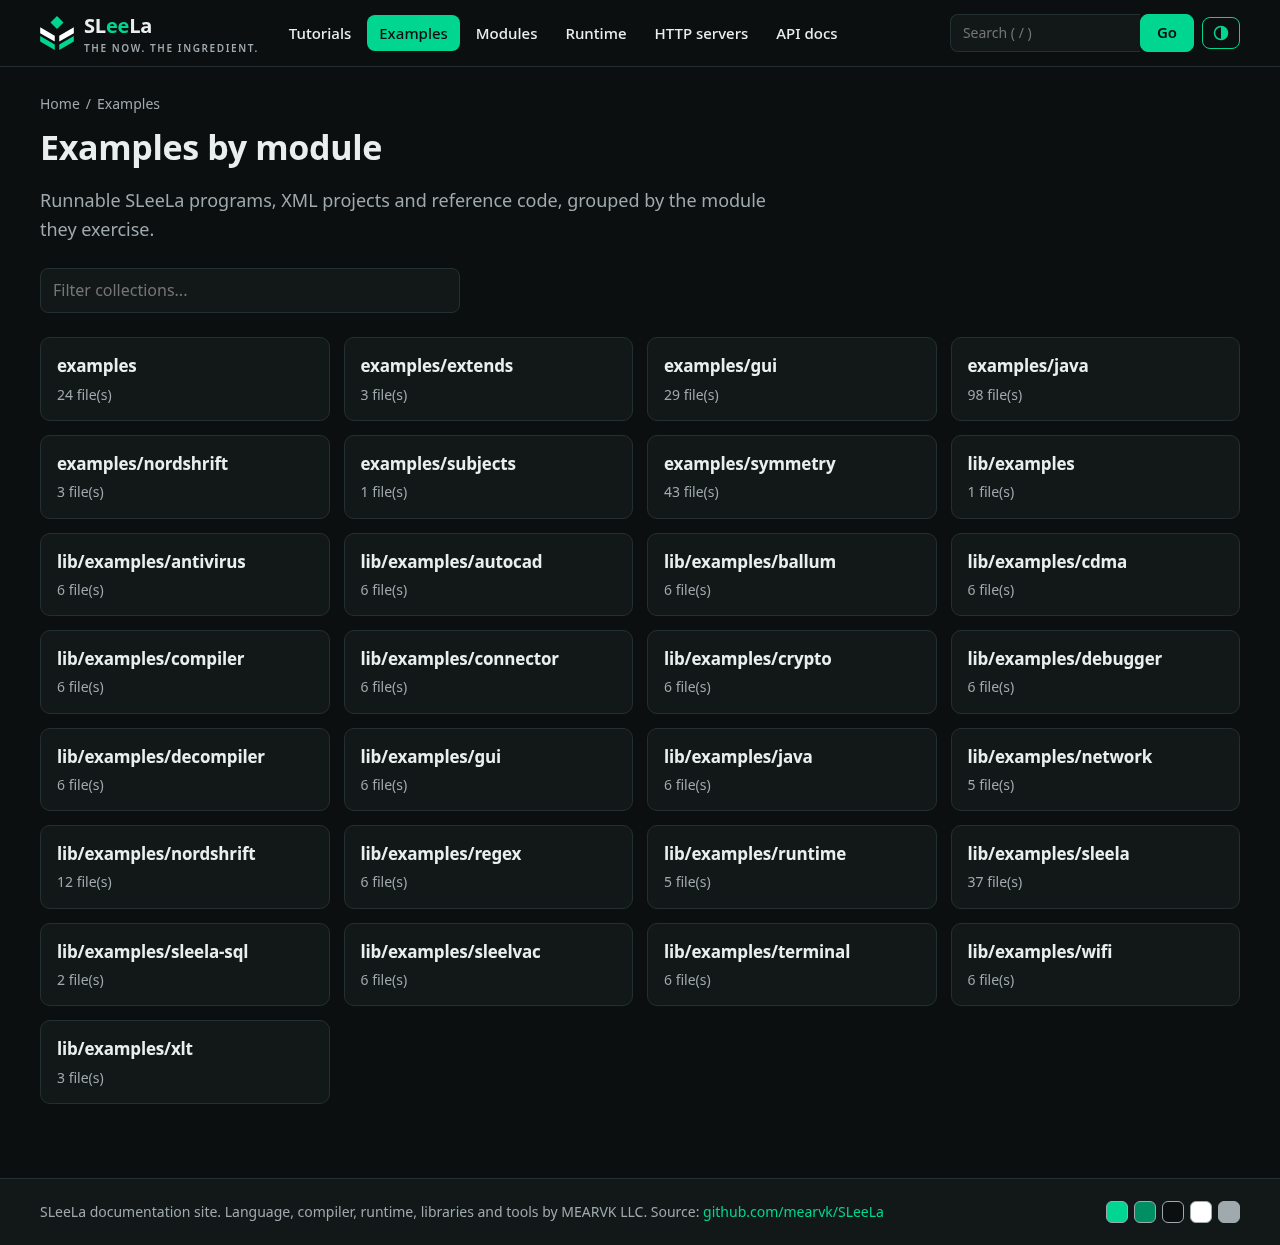 SLeeLa
THE NOW. THE INGREDIENT.
Tutorials
Examples
Modules
Runtime
HTTP servers
API docs
Search ( / )
Go
Home / Examples
Examples by module
Runnable SLeeLa programs, XML projects and reference code, grouped by the module
they exercise.
Filter collections...
examples
24 file(s)
examples/extends
3 file(s)
examples/gui
29 file(s)
examples/java
98 file(s)
examples/nordshrift
3 file(s)
examples/subjects
1 file(s)
examples/symmetry
43 file(s)
lib/examples
1 file(s)
lib/examples/antivirus
6 file(s)
lib/examples/autocad
6 file(s)
lib/examples/ballum
6 file(s)
lib/examples/cdma
6 file(s)
lib/examples/compiler
6 file(s)
lib/examples/connector
6 file(s)
lib/examples/crypto
6 file(s)
lib/examples/debugger
6 file(s)
lib/examples/decompiler
6 file(s)
lib/examples/gui
6 file(s)
lib/examples/java
6 file(s)
lib/examples/network
5 file(s)
lib/examples/nordshrift
12 file(s)
lib/examples/regex
6 file(s)
lib/examples/runtime
5 file(s)
lib/examples/sleela
37 file(s)
lib/examples/sleela-sql
2 file(s)
lib/examples/sleelvac
6 file(s)
lib/examples/terminal
6 file(s)
lib/examples/wifi
6 file(s)
lib/examples/xlt
3 file(s)
SLeeLa documentation site. Language, compiler, runtime, libraries and tools by MEARVK LLC. Source: github.com/mearvk/SLeeLa